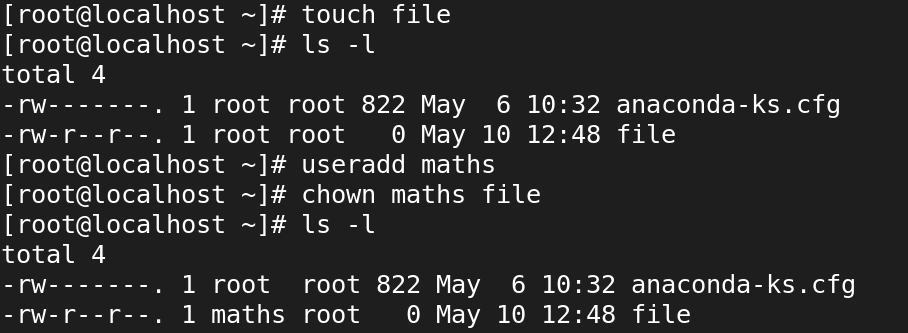 [root@localhost ~]# touch file
[root@localhost ~]# ls -l
total 4
-rw-------. 1 root root 822 May  6 10:32 anaconda-ks.cfg
-rw-r--r--. 1 root root   0 May 10 12:48 file
[root@localhost ~]# useradd maths
[root@localhost ~]# chown maths file
[root@localhost ~]# ls -l
total 4
-rw-------. 1 root  root 822 May  6 10:32 anaconda-ks.cfg
-rw-r--r--. 1 maths root   0 May 10 12:48 file